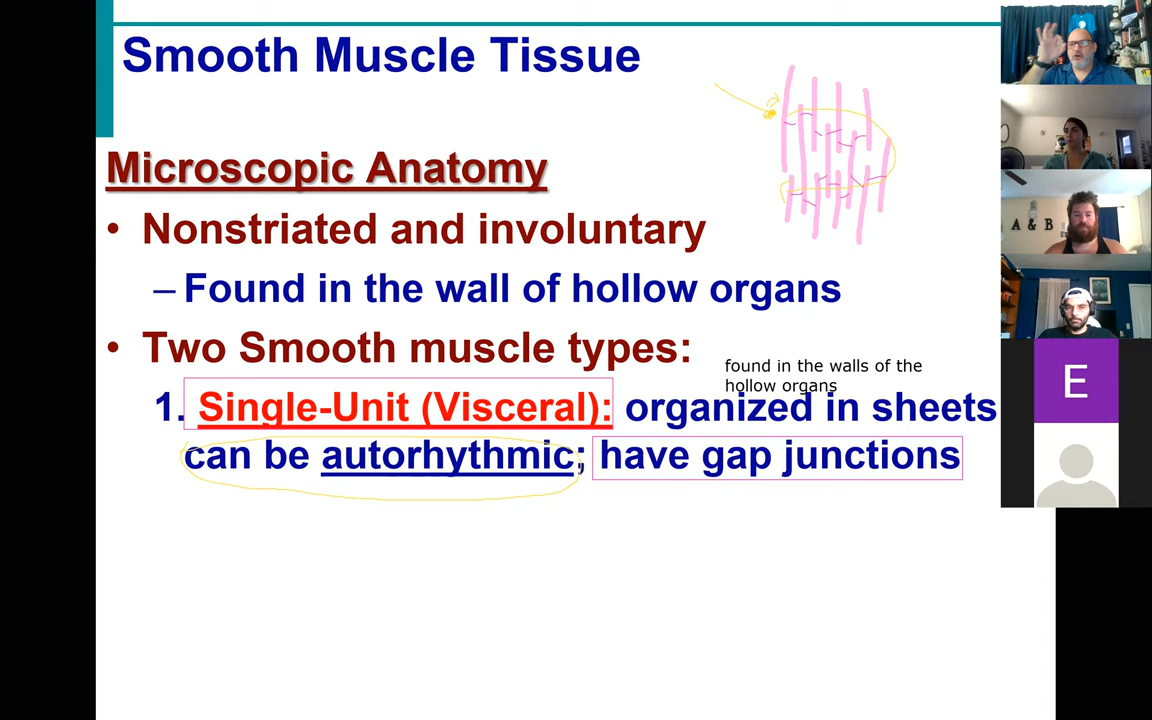 Smooth Muscle Tissue
Microscopic Anatomy
• Nonstriated and involuntary
– Found in the wall of hollow organs
• Two Smooth muscle types:
found in the walls of the
hollow organs
1. Single-Unit (Visceral): organized in sheets
can be autorhythmic; have gap junctions
A & B
E